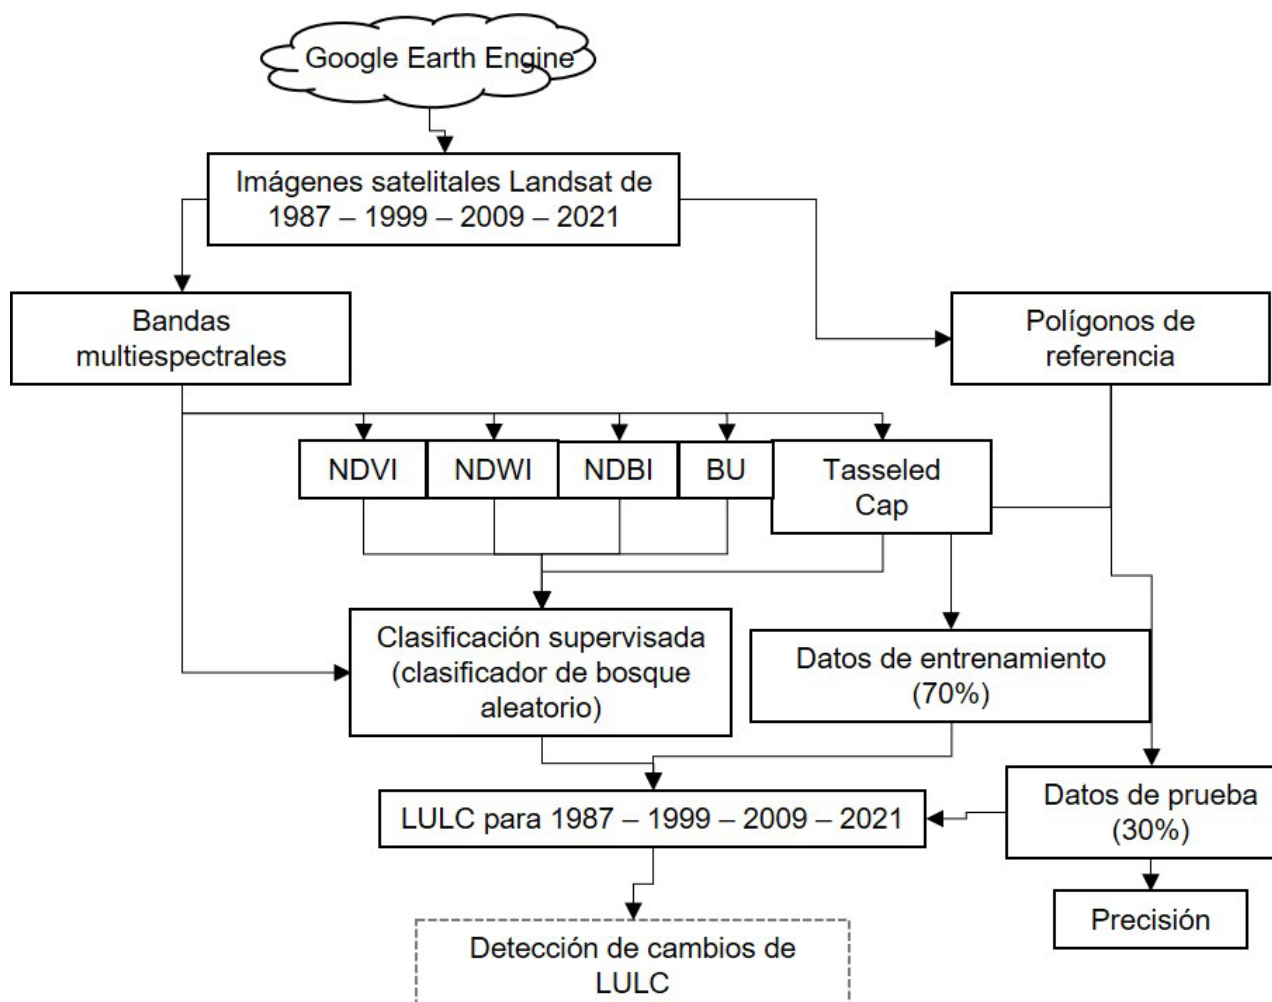 Google Earth Engine
Imágenes satelitales Landsat de
1987 – 1999 – 2009 – 2021
Bandas
multiespectrales
Polígonos de
referencia
NDVI
NDWI
NDBI
BU
Tasseled
Cap
Clasificación supervisada
(clasificador de bosque
aleatorio)
Datos de entrenamiento
(70%)
LULC para 1987 – 1999 – 2009 – 2021
Datos de prueba
(30%)
Precisión
Detección de cambios de
LULC